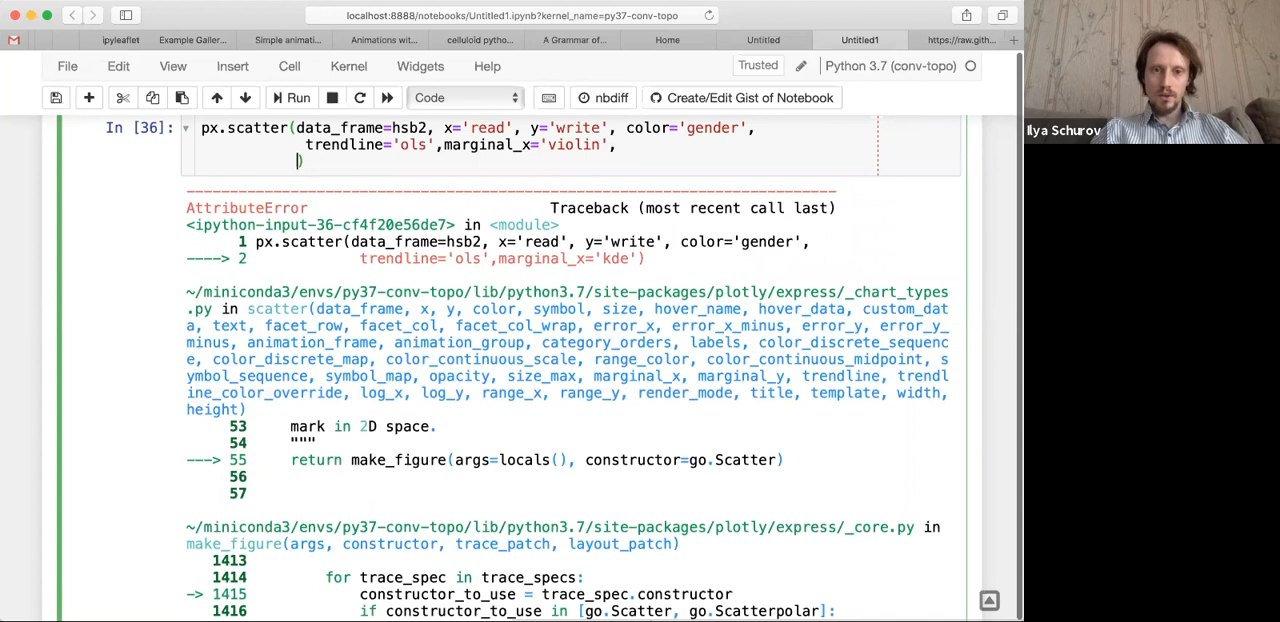 localhost:8888/notebooks/Untitled1.ipynb?kernel_name=py37-conv-topo
ipyleaflet Example Galler... Simple animati... Animations wit... celluloid pytho... A Grammar of... Home Untitled Untitled1 https://raw.gith... +
File Edit View Insert Cell Kernel Widgets Help Trusted Python 3.7 (conv-topo)
Run Code nbdiff Create/Edit Gist of Notebook
Ilya Schurov
In [36]: px.scatter(data_frame=hsb2, x='read', y='write', color='gender',
trendline='ols',marginal_x='violin',
)
AttributeError Traceback (most recent call last)
<ipython-input-36-cf4f20e56de7> in <module>
1 px.scatter(data_frame=hsb2, x='read', y='write', color='gender',
----> 2 trendline='ols',marginal_x='kde')
~/miniconda3/envs/py37-conv-topo/lib/python3.7/site-packages/plotly/express/_chart_types
.py in scatter(data_frame, x, y, color, symbol, size, hover_name, hover_data, custom_dat
a, text, facet_row, facet_col, facet_col_wrap, error_x, error_x_minus, error_y, error_y_
minus, animation_frame, animation_group, category_orders, labels, color_discrete_sequenc
e, color_discrete_map, color_continuous_scale, range_color, color_continuous_midpoint, s
ymbol_sequence, symbol_map, opacity, size_max, marginal_x, marginal_y, trendline, trendl
ine_color_override, log_x, log_y, range_x, range_y, render_mode, title, template, width,
height)
53 mark in 2D space.
54 """
---> 55 return make_figure(args=locals(), constructor=go.Scatter)
56
57
~/miniconda3/envs/py37-conv-topo/lib/python3.7/site-packages/plotly/express/_core.py in
make_figure(args, constructor, trace_patch, layout_patch)
1413
1414 for trace_spec in trace_specs:
-> 1415 constructor_to_use = trace_spec.constructor
1416 if constructor_to_use in [go.Scatter, go.Scatterpolar]: